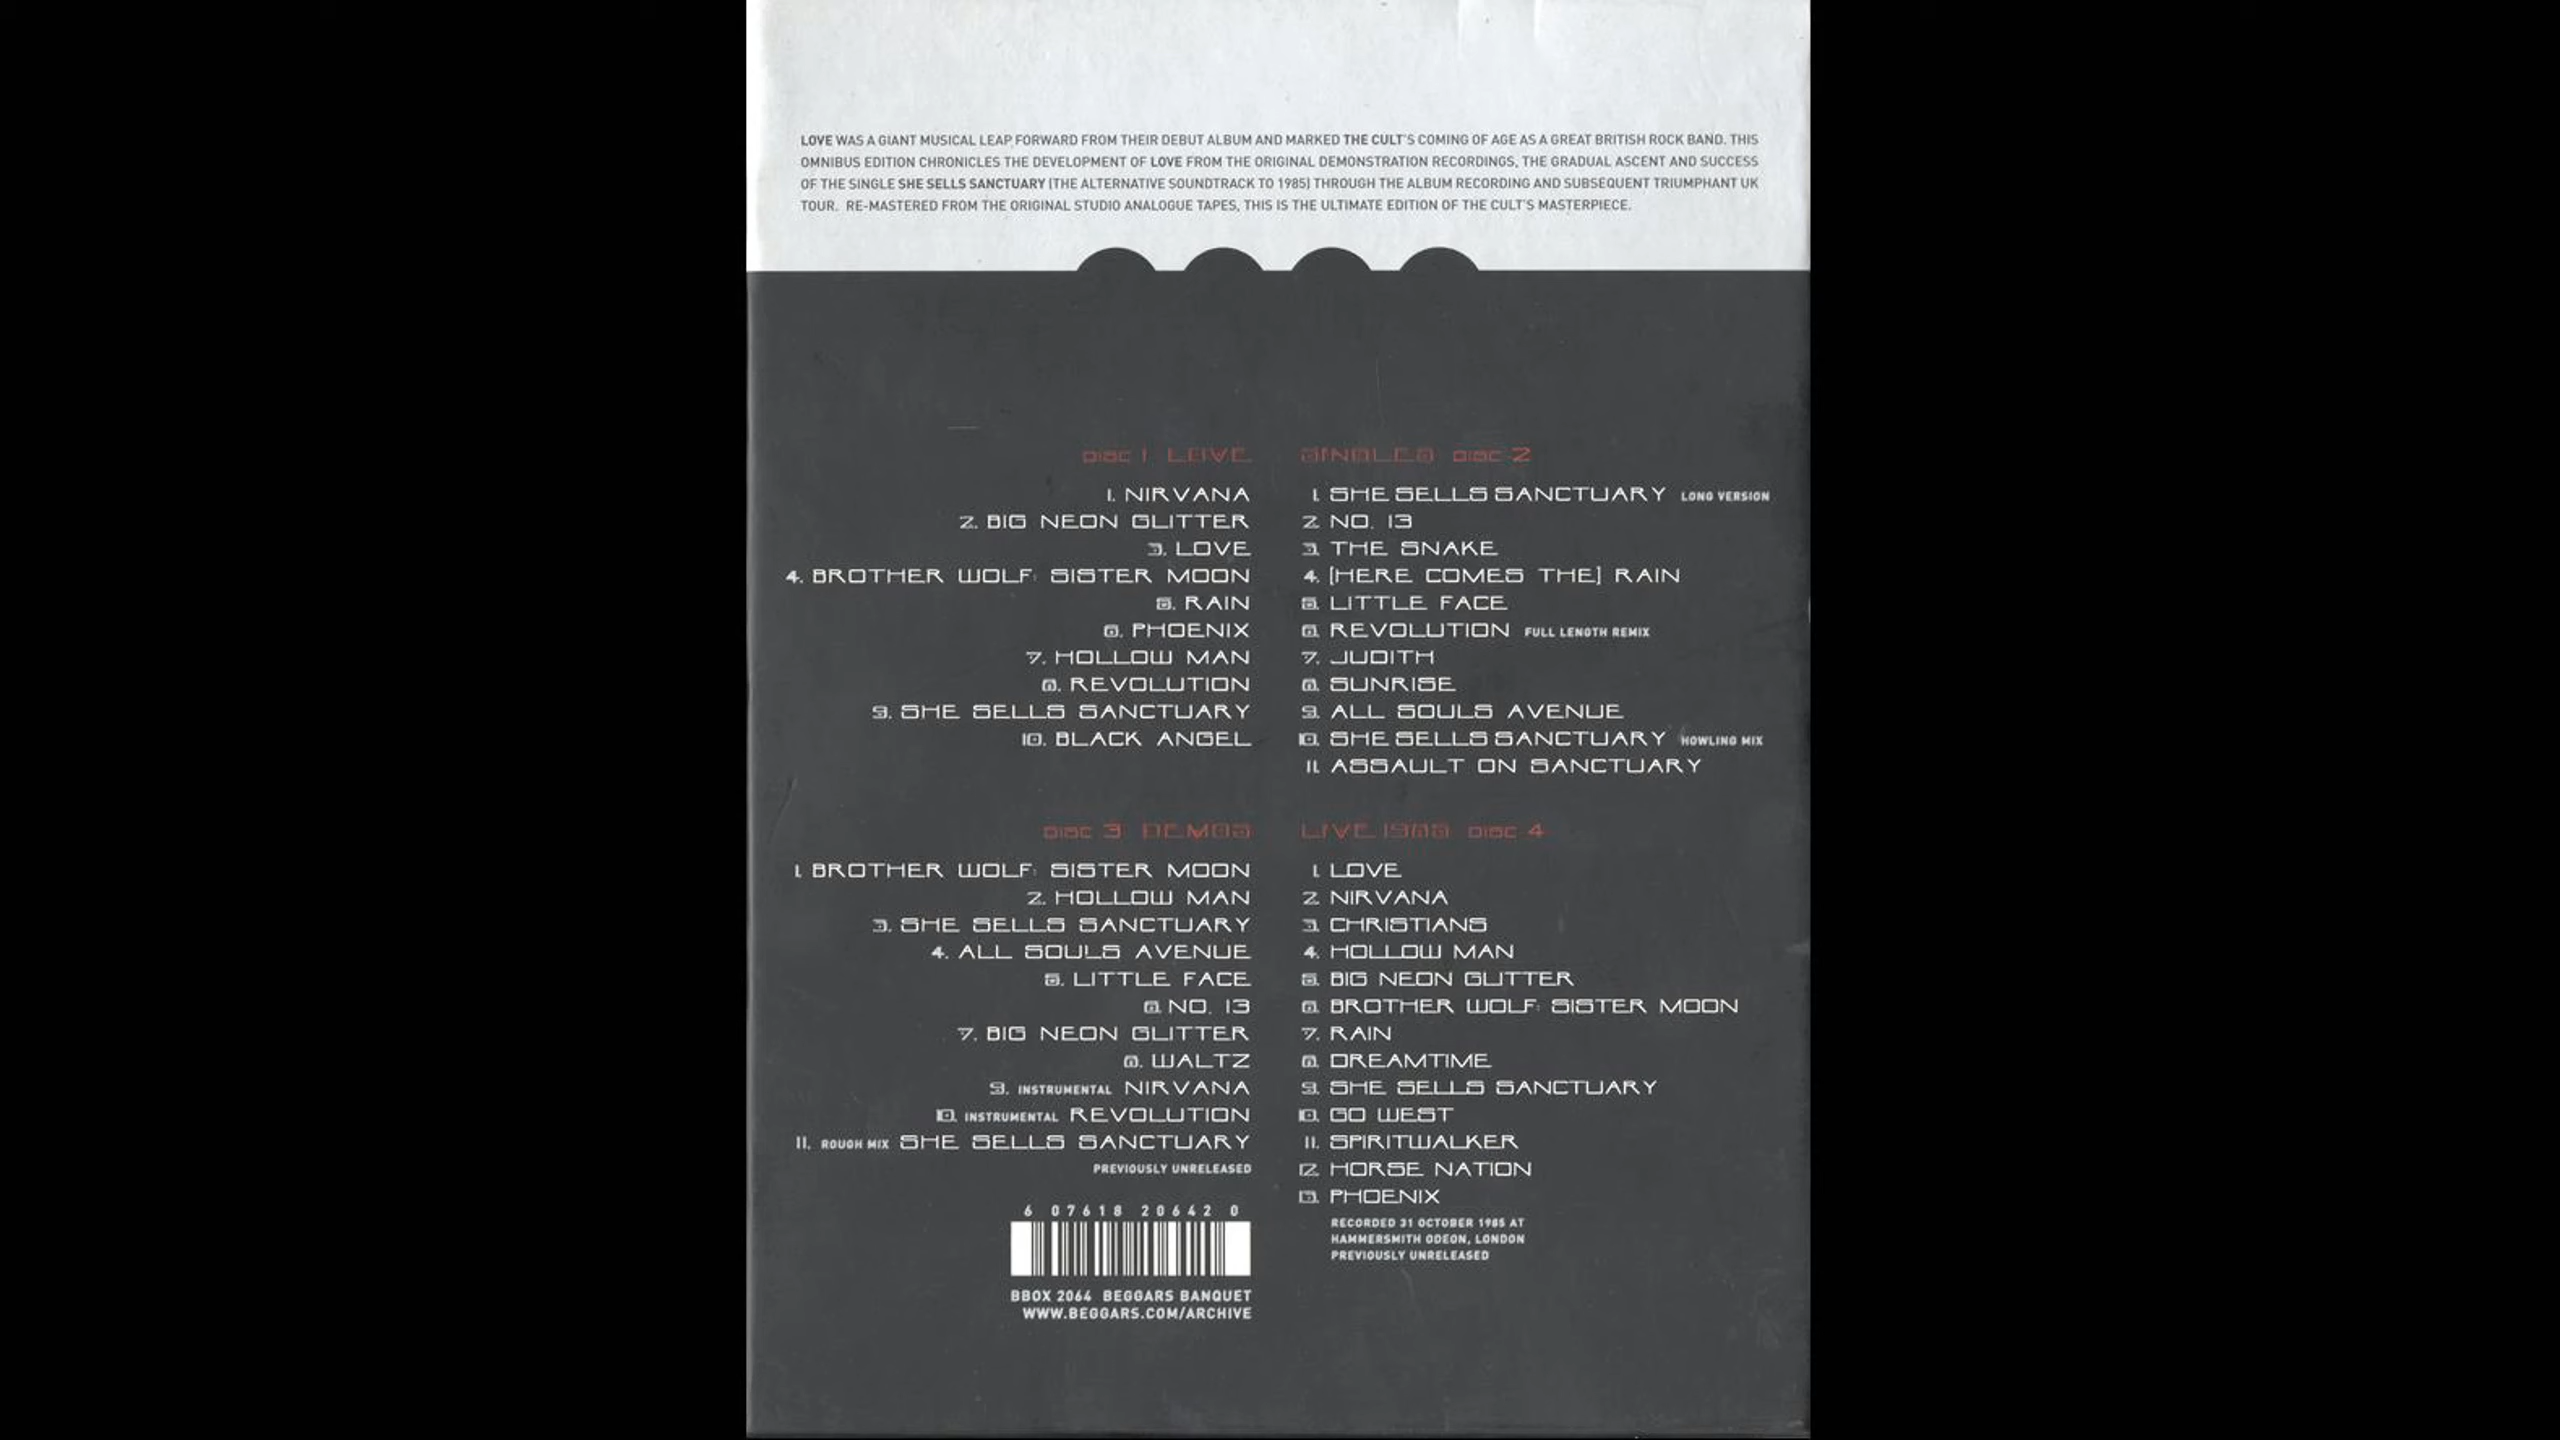 LOVE WAS A GIANT MUSICAL LEAP FORWARD FROM THEIR DEBUT ALBUM AND MARKED THE CULT'S COMING OF AGE AS A GREAT BRITISH ROCK BAND. THIS
OMNIBUS EDITION CHRONICLES THE DEVELOPMENT OF LOVE FROM THE ORIGINAL DEMONSTRATION RECORDINGS, THE GRADUAL ASCENT AND SUCCESS
OF THE SINGLE SHE SELLS SANCTUARY (THE ALTERNATIVE SOUNDTRACK TO 1985) THROUGH THE ALBUM RECORDING AND SUBSEQUENT TRIUMPHANT UK
TOUR. RE-MASTERED FROM THE ORIGINAL STUDIO ANALOGUE TAPES, THIS IS THE ULTIMATE EDITION OF THE CULT'S MASTERPIECE.
DISC 1 LOVE
1. NIRVANA
2. BIG NEON GLITTER
3. LOVE
4. BROTHER WOLF: SISTER MOON
5. RAIN
6. PHOENIX
7. HOLLOW MAN
8. REVOLUTION
9. SHE SELLS SANCTUARY
10. BLACK ANGEL
SINGLES DISC 2
1. SHE SELLS SANCTUARY LONG VERSION
2. NO. 13
3. THE SNAKE
4. [HERE COMES THE] RAIN
5. LITTLE FACE
6. REVOLUTION FULL LENGTH REMIX
7. JUDITH
8. SUNRISE
9. ALL SOULS AVENUE
10. SHE SELLS SANCTUARY HOWLING MIX
11. ASSAULT ON SANCTUARY
DISC 3 DEMOS
1. BROTHER WOLF: SISTER MOON
2. HOLLOW MAN
3. SHE SELLS SANCTUARY
4. ALL SOULS AVENUE
5. LITTLE FACE
6. NO. 13
7. BIG NEON GLITTER
8. WALTZ
9. INSTRUMENTAL NIRVANA
10. INSTRUMENTAL REVOLUTION
11. ROUGH MIX SHE SELLS SANCTUARY
PREVIOUSLY UNRELEASED
LIVE 1985 DISC 4
1. LOVE
2. NIRVANA
3. CHRISTIANS
4. HOLLOW MAN
5. BIG NEON GLITTER
6. BROTHER WOLF: SISTER MOON
7. RAIN
8. DREAMTIME
9. SHE SELLS SANCTUARY
10. GO WEST
11. SPIRITWALKER
12. HORSE NATION
13. PHOENIX
RECORDED 31 OCTOBER 1985 AT
HAMMERSMITH ODEON, LONDON
PREVIOUSLY UNRELEASED
6 07618 20642 0
BBOX 2064 BEGGARS BANQUET
WWW.BEGGARS.COM/ARCHIVE